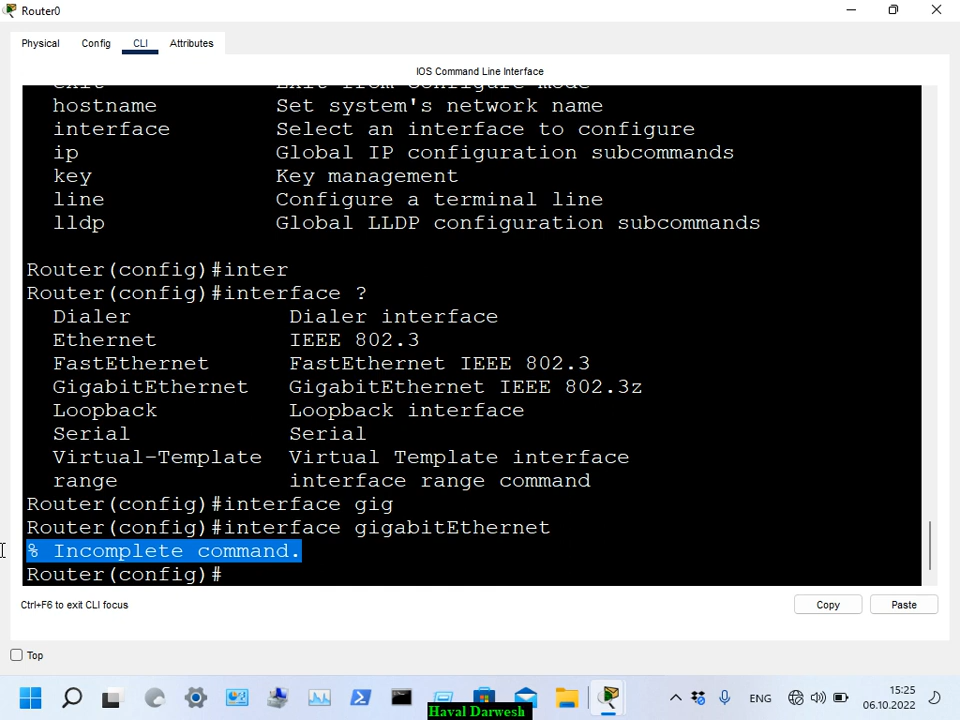 Router0
Physical Config CLI Attributes
IOS Command Line Interface
exit Exit from Configure mode
hostname Set system's network name
interface Select an interface to configure
ip Global IP configuration subcommands
key Key management
line Configure a terminal line
lldp Global LLDP configuration subcommands
Router(config)#inter
Router(config)#interface ?
Dialer Dialer interface
Ethernet IEEE 802.3
FastEthernet FastEthernet IEEE 802.3
GigabitEthernet GigabitEthernet IEEE 802.3z
Loopback Loopback interface
Serial Serial
Virtual-Template Virtual Template interface
range interface range command
Router(config)#interface gig
Router(config)#interface gigabitEthernet
% Incomplete command.
Router(config)#
Ctrl+F6 to exit CLI focus
Copy Paste
Top
ENG
15:25
06.10.2022
Haval Darwesh